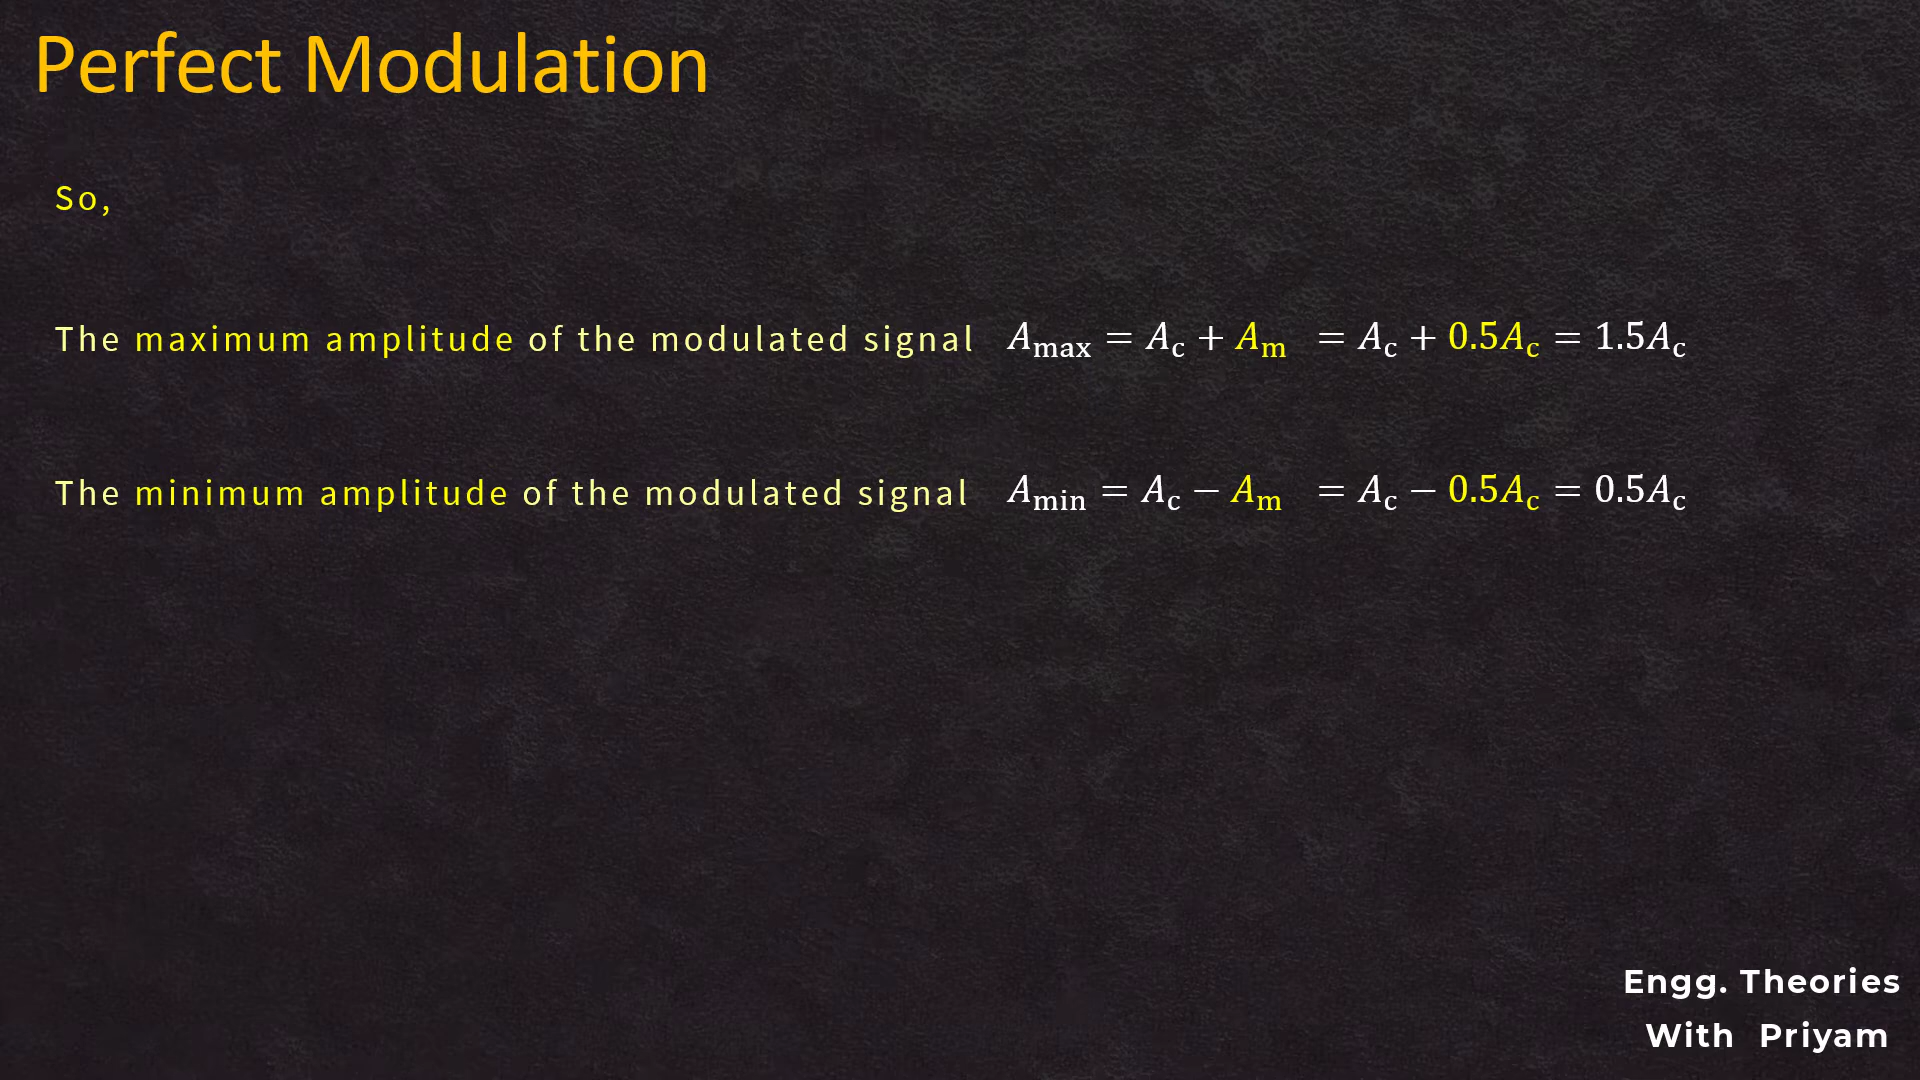 Perfect Modulation
So,
The maximum amplitude of the modulated signal A_max = A_c + A_m = A_c + 0.5A_c = 1.5A_c
The minimum amplitude of the modulated signal A_min = A_c − A_m = A_c − 0.5A_c = 0.5A_c
Engg. Theories
With Priyam